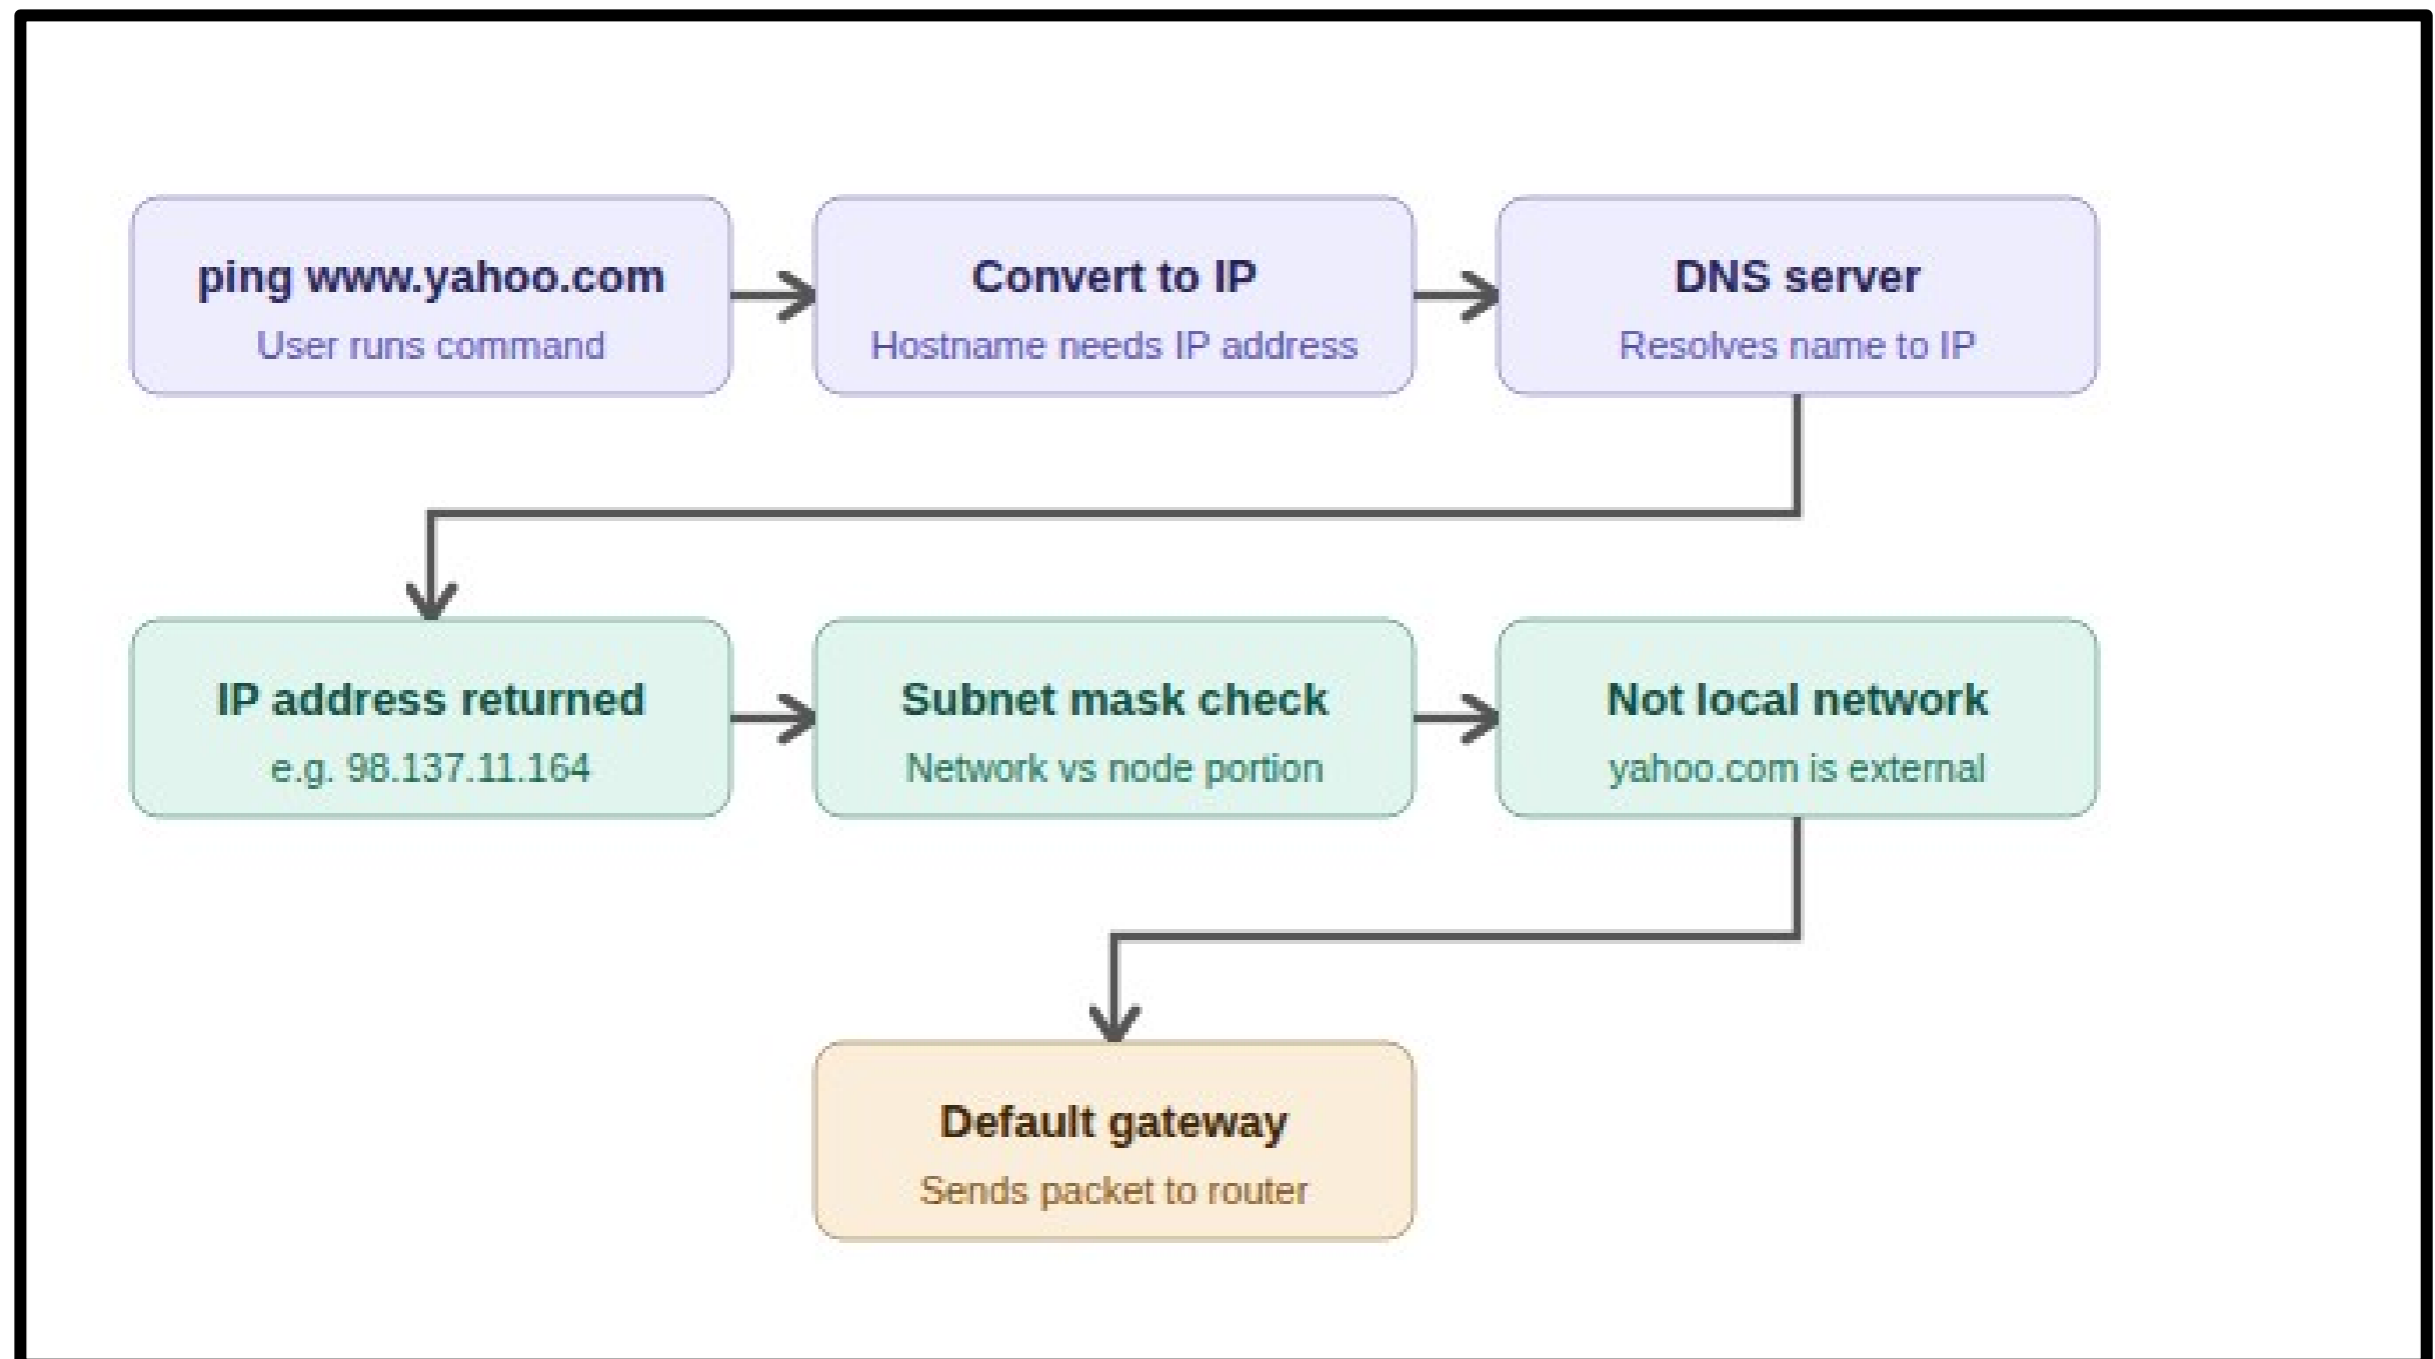 ping www.yahoo.com
User runs command
Convert to IP
Hostname needs IP address
DNS server
Resolves name to IP
IP address returned
e.g. 98.137.11.164
Subnet mask check
Network vs node portion
Not local network
yahoo.com is external
Default gateway
Sends packet to router